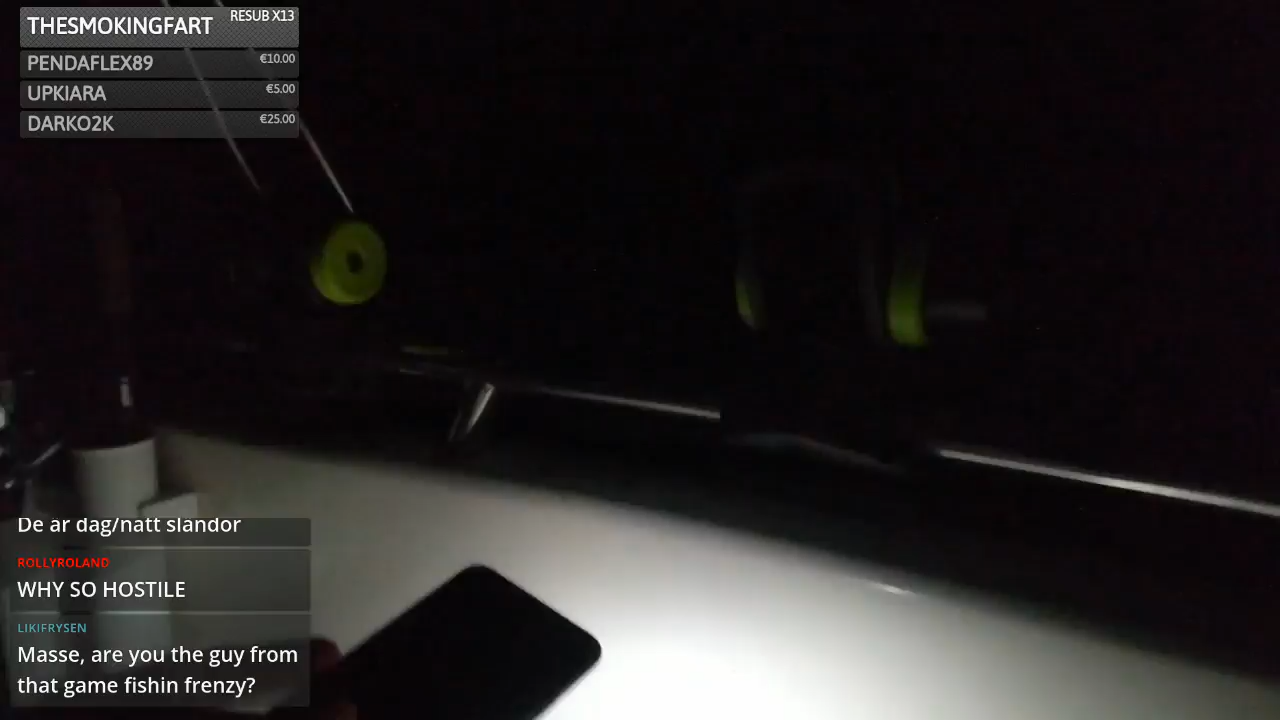 THESMOKINGFART RESUB X13
PENDAFLEX89 €10.00
UPKIARA €5.00
DARKO2K €25.00
De ar dag/natt slandor
ROLLYROLAND
WHY SO HOSTILE
LIKIFRYSEN
Masse, are you the guy from
that game fishin frenzy?